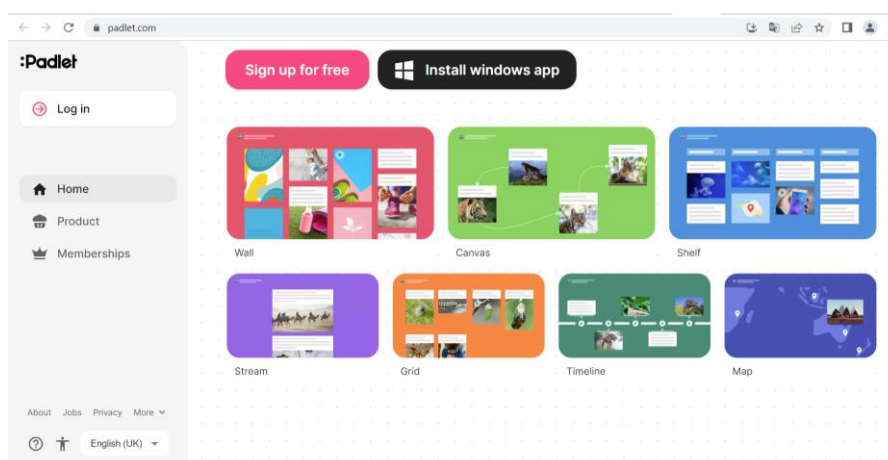 padlet.com
:Padlet
Log in
Home
Product
Memberships
About Jobs Privacy More
English (UK)
Sign up for free
Install windows app
Wall
Canvas
Shelf
Stream
Grid
Timeline
Map